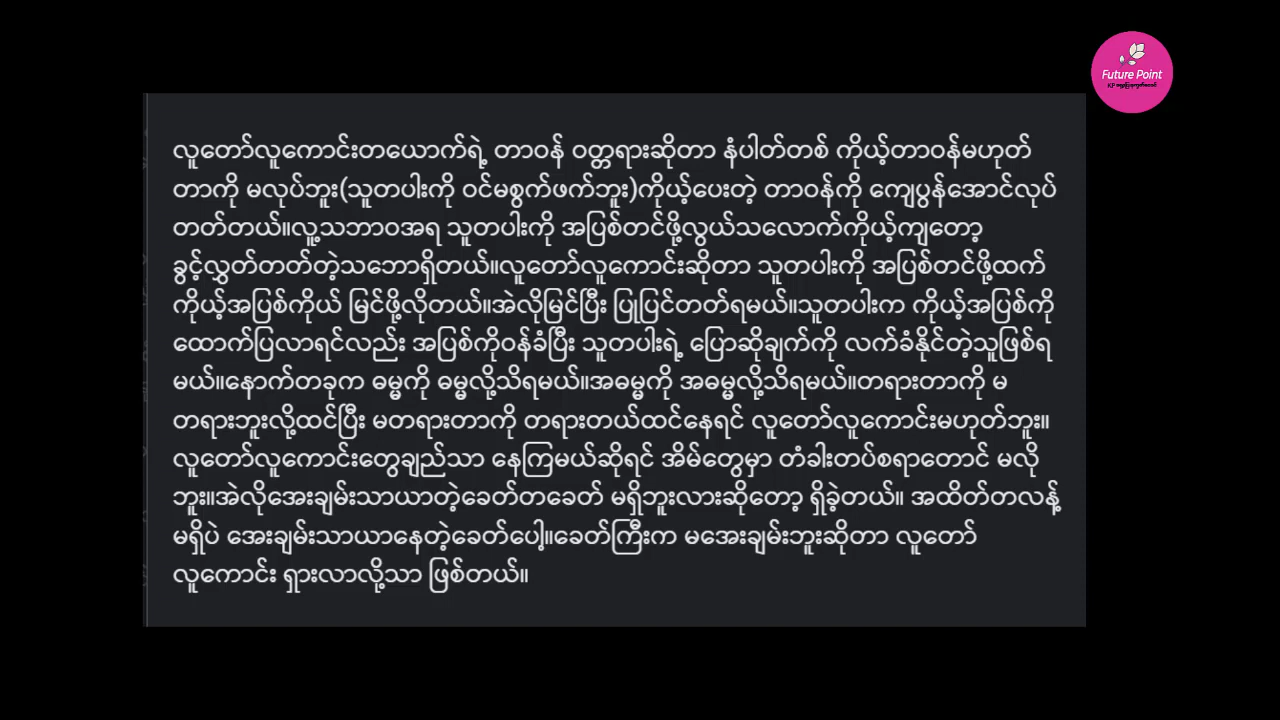 Future Point
လူတော်လူကောင်းတယောက်ရဲ့ တာဝန် ဝတ္တရားဆိုတာ နံပါတ်တစ် ကိုယ့်တာဝန်မဟုတ်
တာကို မလုပ်ဘူး(သူတပါးကို ဝင်မစွက်ဖက်ဘူး)ကိုယ့်ပေးတဲ့ တာဝန်ကို ကျေပွန်အောင်လုပ်
တတ်တယ်။လူ့သဘာဝအရ သူတပါးကို အပြစ်တင်ဖို့လွယ်သလောက်ကိုယ့်ကျတော့
ခွင့်လွှတ်တတ်တဲ့သဘောရှိတယ်။လူတော်လူကောင်းဆိုတာ သူတပါးကို အပြစ်တင်ဖို့ထက်
ကိုယ့်အပြစ်ကိုယ် မြင်ဖို့လိုတယ်။အဲလိုမြင်ပြီး ပြုပြင်တတ်ရမယ်။သူတပါးက ကိုယ့်အပြစ်ကို
ထောက်ပြလာရင်လည်း အပြစ်ကိုဝန်ခံပြီး သူတပါးရဲ့ ပြောဆိုချက်ကို လက်ခံနိုင်တဲ့သူဖြစ်ရ
မယ်။နောက်တခုက ဓမ္မကို ဓမ္မလို့သိရမယ်။အဓမ္မကို အဓမ္မလို့သိရမယ်။တရားတာကို မ
တရားဘူးလို့ထင်ပြီး မတရားတာကို တရားတယ်ထင်နေရင် လူတော်လူကောင်းမဟုတ်ဘူး။
လူတော်လူကောင်းတွေချည်သာ နေကြမယ်ဆိုရင် အိမ်တွေမှာ တံခါးတပ်စရာတောင် မလို
ဘူး။အဲလိုအေးချမ်းသာယာတဲ့ခေတ်တခေတ် မရှိဘူးလားဆိုတော့ ရှိခဲ့တယ်။ အထိတ်တလန့်
မရှိပဲ အေးချမ်းသာယာနေတဲ့ခေတ်ပေါ့။ခေတ်ကြီးက မအေးချမ်းဘူးဆိုတာ လူတော်
လူကောင်း ရှားလာလို့သာ ဖြစ်တယ်။